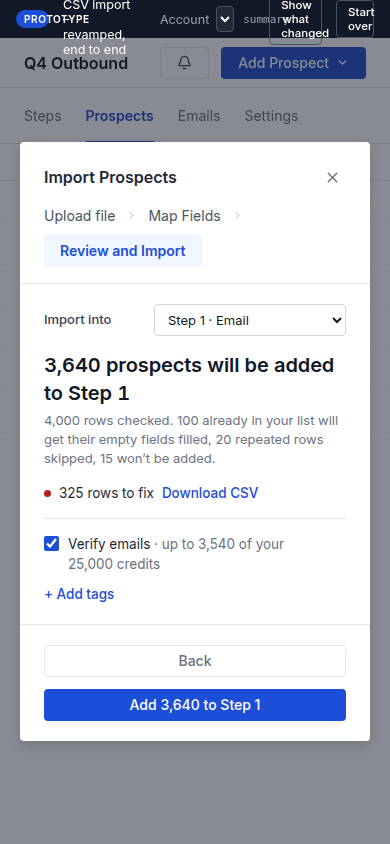 PROTOTYPE
CSV import
revamped,
end to end
Account
summary
Show
what
changed
Start
over
Q4 Outbound
Add Prospect
Steps
Prospects
Emails
Settings
Import Prospects
Upload file
Map Fields
Review and Import
Import into
Step 1 · Email
3,640 prospects will be added
to Step 1
4,000 rows checked. 100 already in your list will
get their empty fields filled, 20 repeated rows
skipped, 15 won’t be added.
325 rows to fix Download CSV
Verify emails · up to 3,540 of your
25,000 credits
+ Add tags
Back
Add 3,640 to Step 1